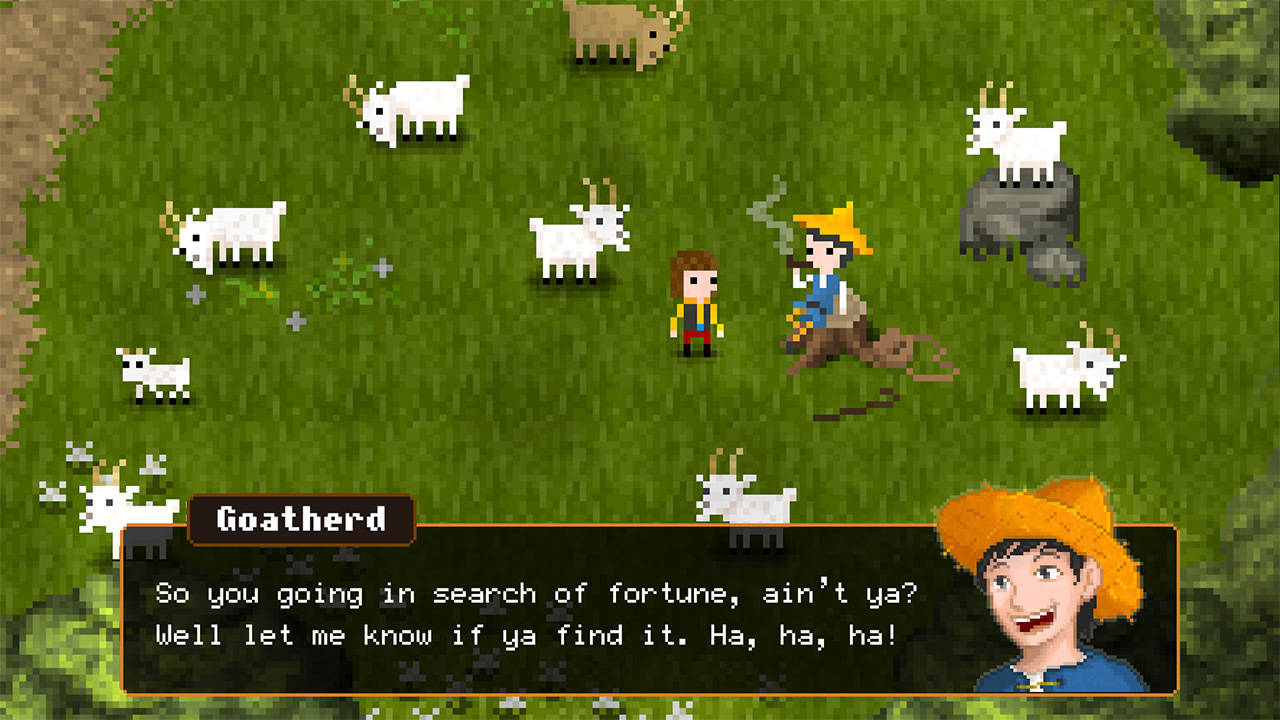 Goatherd
So you going in search of fortune, ain't ya?
Well let me know if ya find it. Ha, ha, ha!